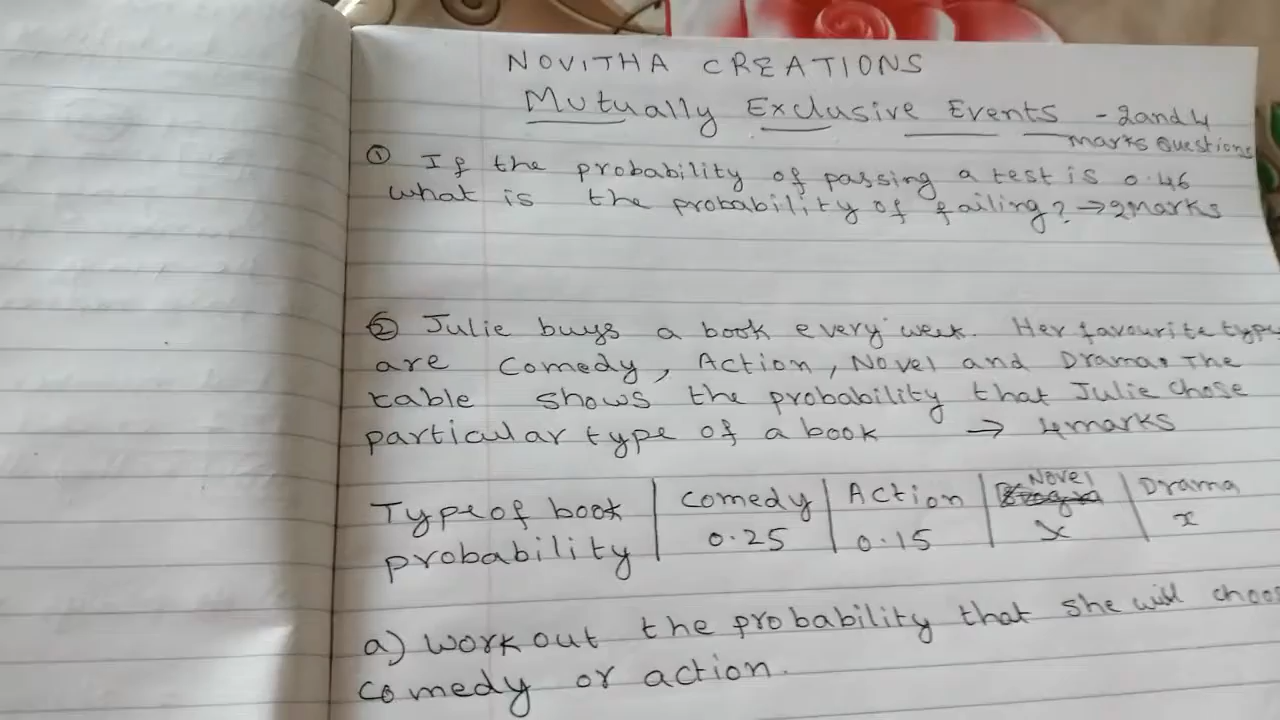 NOVITHA CREATIONS
Mutually Exclusive Events - 2and4
marks Questions
① If the probability of passing a test is 0.46
what is the probability of failing? → 2Marks
② Julie buys a book every week. Her favourite type
are Comedy, Action, Novel and Drama. The
table shows the probability that Julie chose
particular type of a book → 4marks
Type of book | comedy | Action | Novel | Drama
probability | 0.25 | 0.15 | x | x
a) Work out the probability that she will choo
comedy or action.